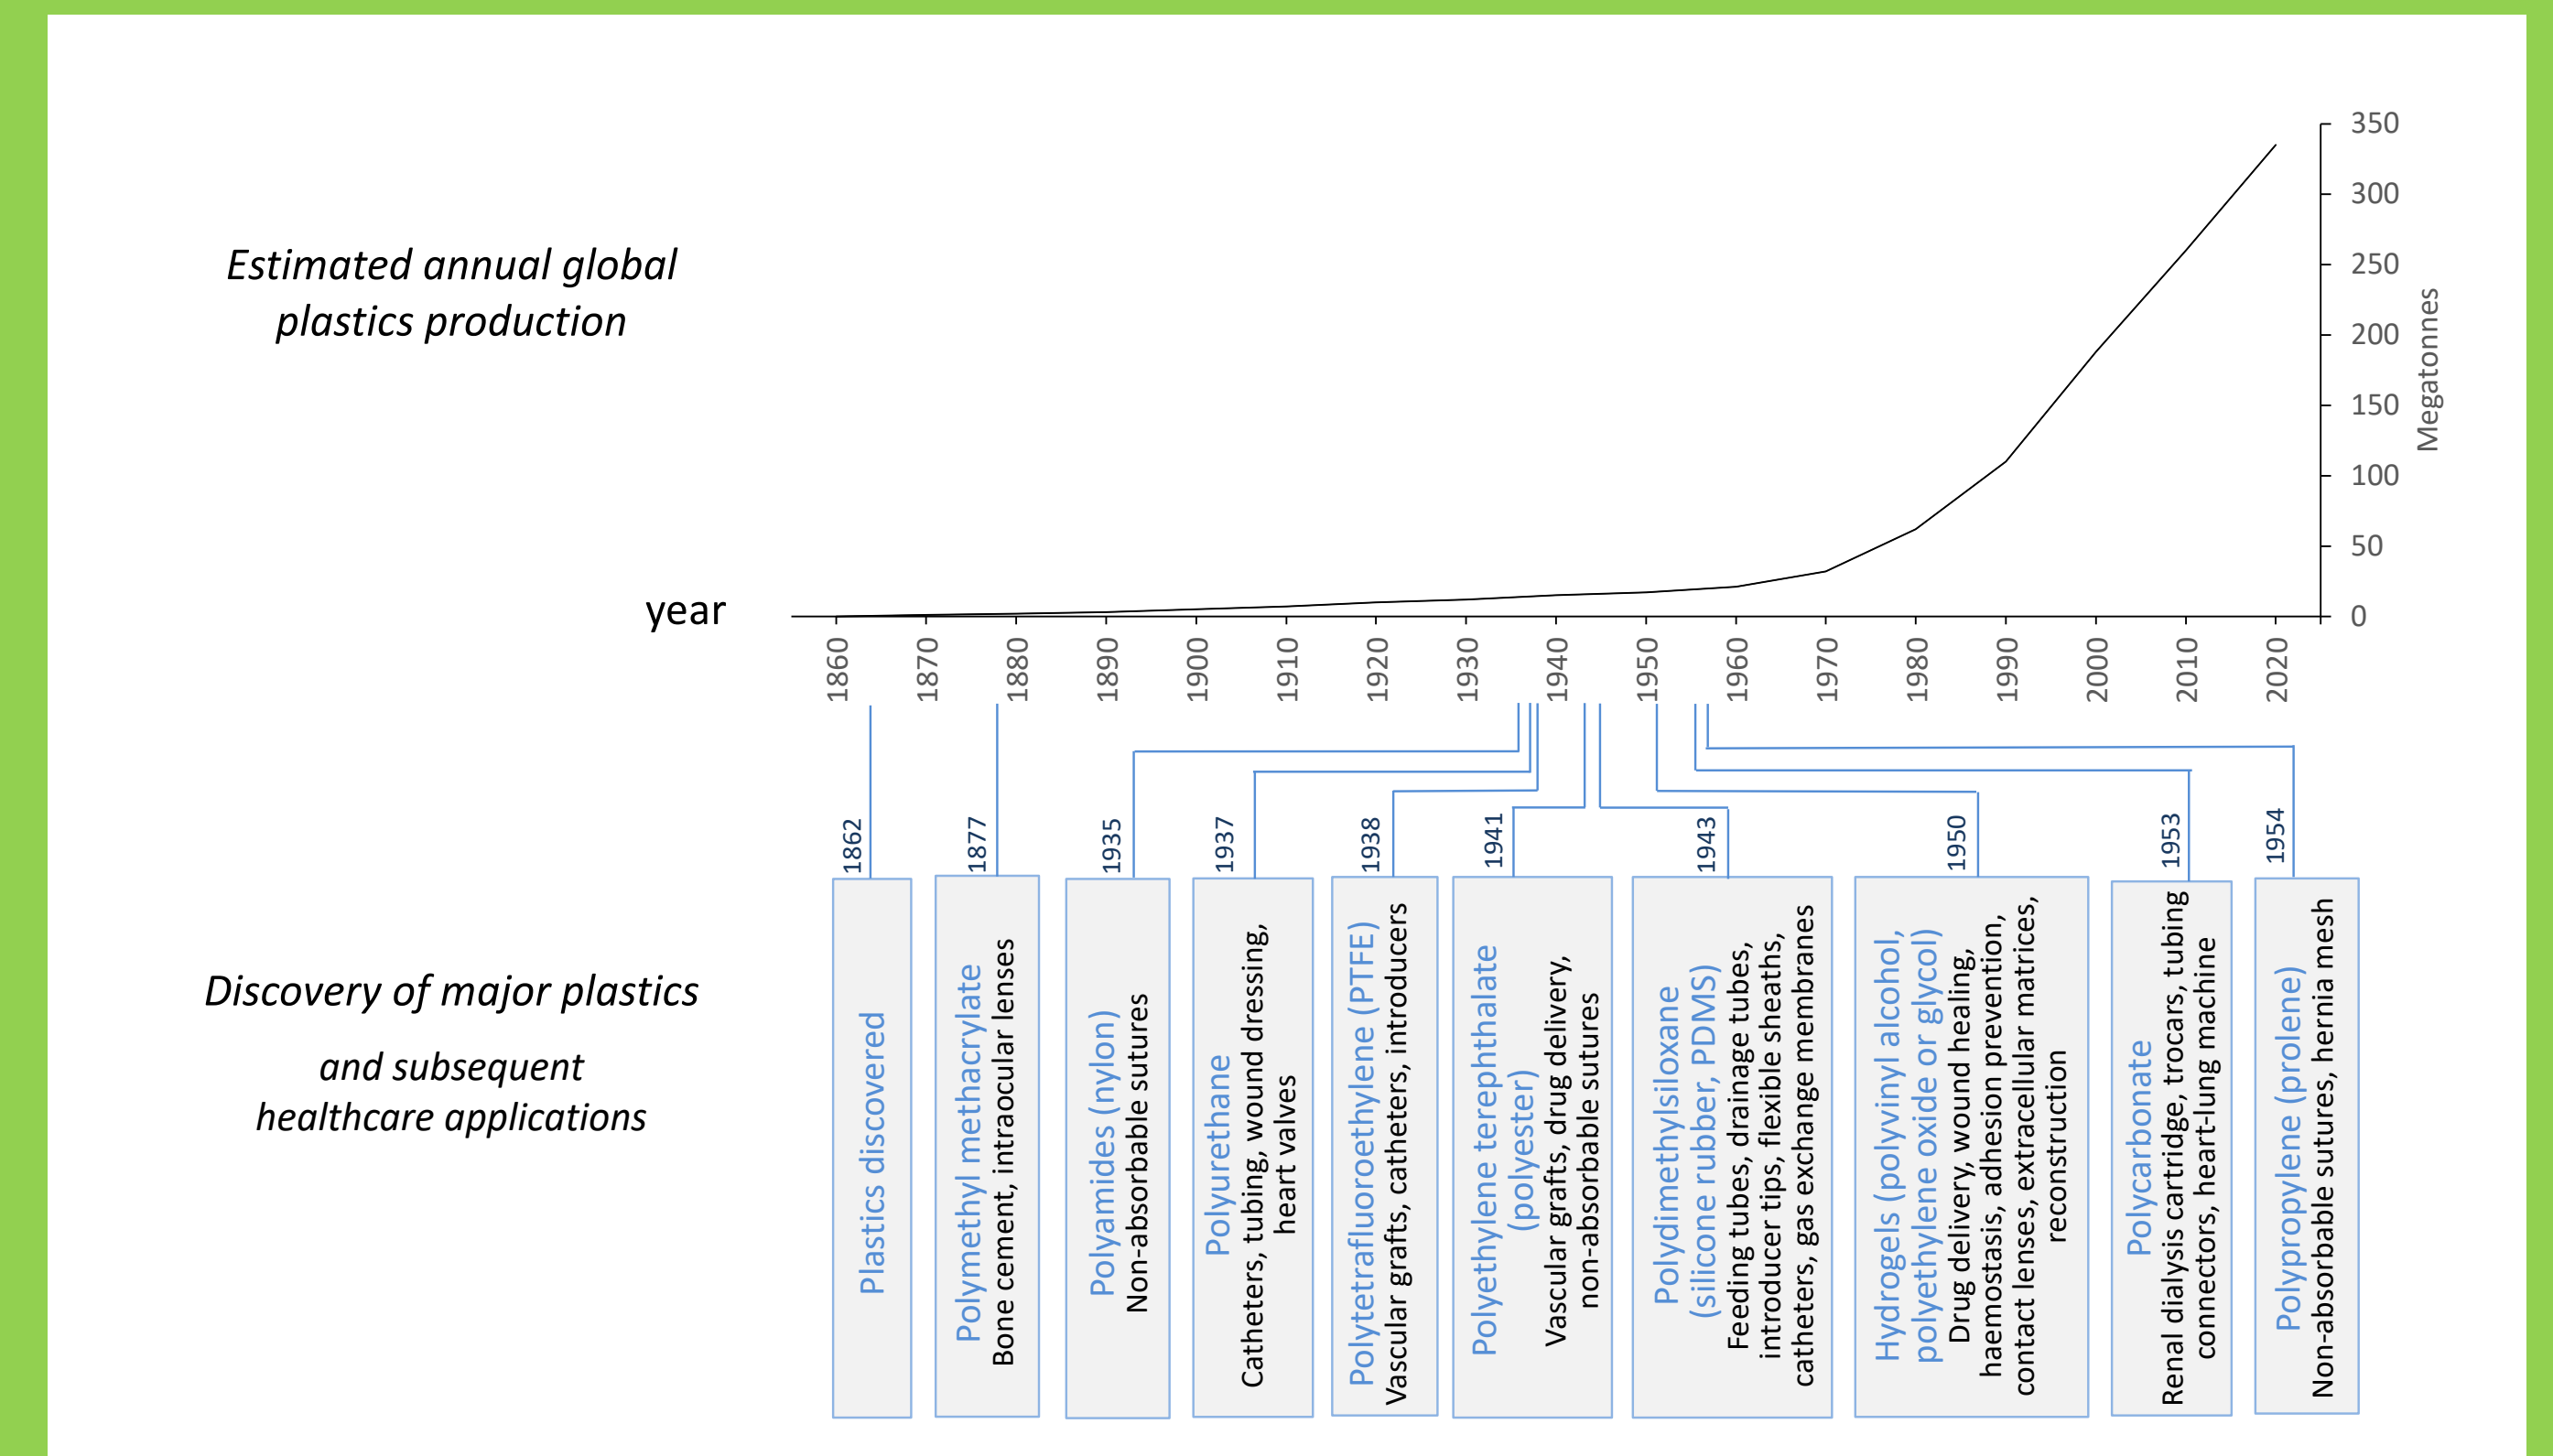 Estimated annual global
plastics production
350
300
250
200
150
100
50
0
Megatonnes
year
1860
1870
1880
1890
1900
1910
1920
1930
1940
1950
1960
1970
1980
1990
2000
2010
2020
Discovery of major plastics
and subsequent
healthcare applications
1862
Plastics discovered
1877
Polymethyl methacrylate
Bone cement, intraocular lenses
1935
Polyamides (nylon)
Non-absorbable sutures
1937
Polyurethane
Catheters, tubing, wound dressing,
heart valves
1938
Polytetrafluoroethylene (PTFE)
Vascular grafts, catheters, introducers
1941
Polyethylene terephthalate
(polyester)
Vascular grafts, drug delivery,
non-absorbable sutures
1943
Polydimethylsiloxane
(silicone rubber, PDMS)
Feeding tubes, drainage tubes,
introducer tips, flexible sheaths,
catheters, gas exchange membranes
1950
Hydrogels (polyvinyl alcohol,
polyethylene oxide or glycol)
Drug delivery, wound healing,
haemostasis, adhesion prevention,
contact lenses, extracellular matrices,
reconstruction
1953
Polycarbonate
Renal dialysis cartridge, trocars, tubing
connectors, heart-lung machine
1954
Polypropylene (prolene)
Non-absorbable sutures, hernia mesh